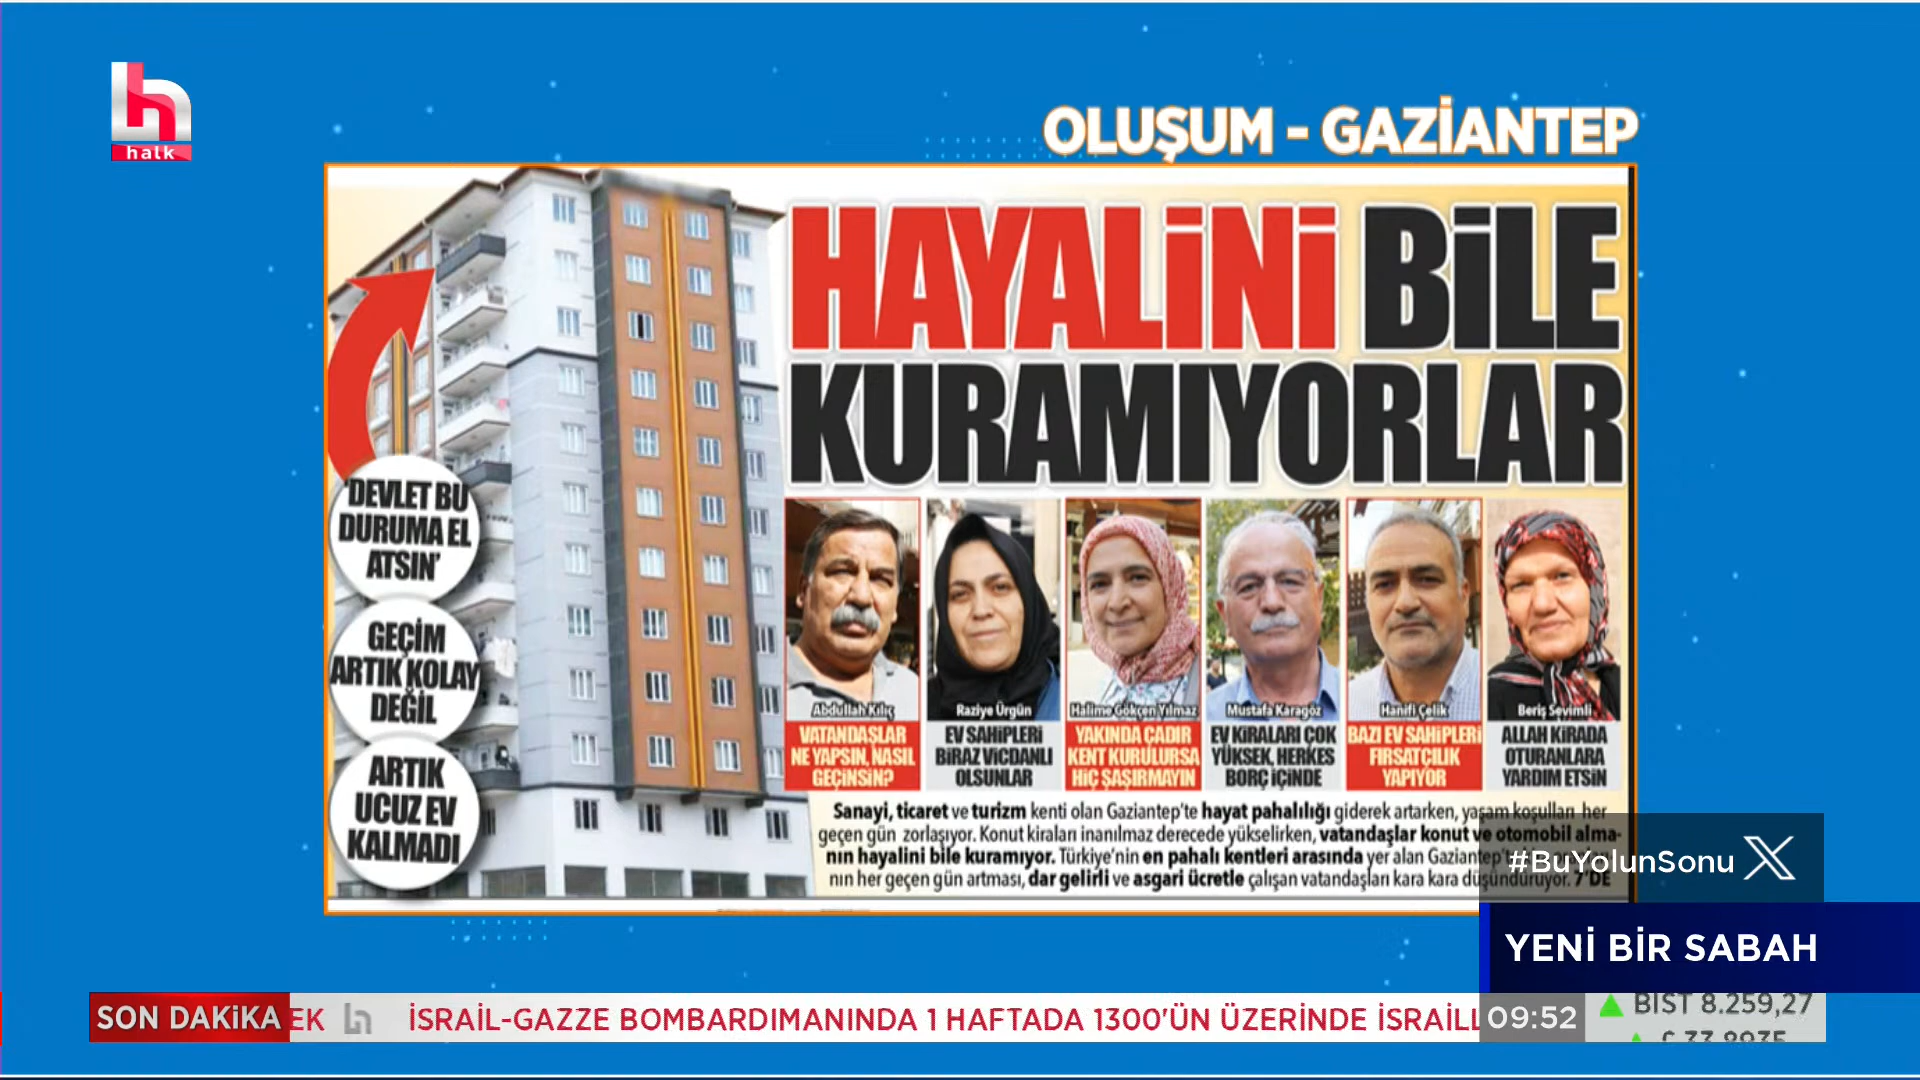 halk
OLUŞUM - GAZİANTEP
HAYALİNİ BİLE
KURAMIYORLAR
'DEVLET BU
DURUMA EL
ATSIN'
GEÇİM
ARTIK KOLAY
DEĞİL
ARTIK
UCUZ EV
KALMADI
Abdullah Kılıç
VATANDAŞLAR
NE YAPSIN, NASIL
GEÇİNSİN?
Raziye Ürgün
EV SAHİPLERİ
BİRAZ VİCDANLI
OLSUNLAR
Halime Gökçen Yılmaz
YAKINDA ÇADIR
KENT KURULURSA
HİÇ ŞAŞIRMAYIN
Mustafa Karagöz
EV KİRALARI ÇOK
YÜKSEK, HERKES
BORÇ İÇİNDE
Hanifi Çelik
BAZI EV SAHİPLERİ
FIRSATÇILIK
YAPIYOR
Beriş Sevimli
ALLAH KİRADA
OTURANLARA
YARDIM ETSİN
Sanayi, ticaret ve turizm kenti olan Gaziantep'te hayat pahalılığı giderek artarken, yaşam koşulları her
geçen gün zorlaşıyor. Konut kiraları inanılmaz derecede yükselirken, vatandaşlar konut ve otomobil alma-
nın hayalini bile kuramıyor. Türkiye'nin en pahalı kentleri arasında yer alan Gaziantep't
nın her geçen gün artması, dar gelirli ve asgari ücretle çalışan vatandaşları kara kara düşündürüyor. 7'DE
#BuYolunSonu X
YENİ BİR SABAH
SON DAKİKA EK İSRAİL-GAZZE BOMBARDIMANINDA 1 HAFTADA 1300'ÜN ÜZERİNDE İSRAİLL
09:52
BIST 8.259,27
£ 33,8935